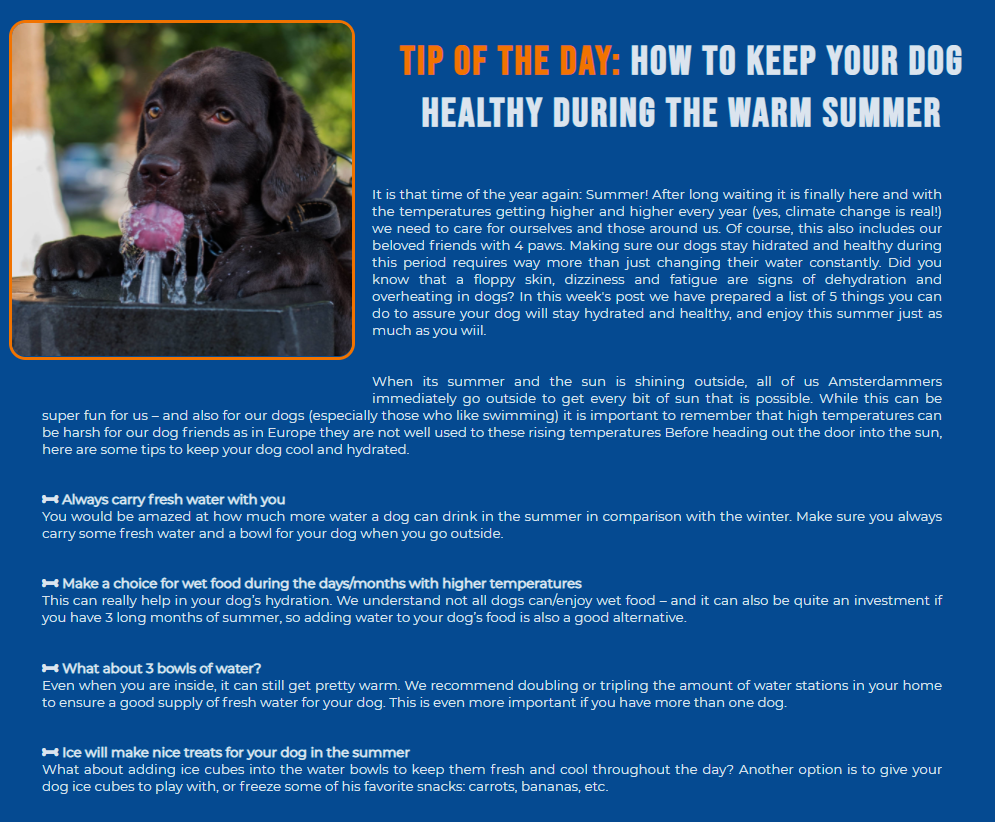 TIP OF THE DAY: HOW TO KEEP YOUR DOG
HEALTHY DURING THE WARM SUMMER
It is that time of the year again: Summer! After long waiting it is finally here and with
the temperatures getting higher and higher every year (yes, climate change is real!)
we need to care for ourselves and those around us. Of course, this also includes our
beloved friends with 4 paws. Making sure our dogs stay hidrated and healthy during
this period requires way more than just changing their water constantly. Did you
know that a floppy skin, dizziness and fatigue are signs of dehydration and
overheating in dogs? In this week's post we have prepared a list of 5 things you can
do to assure your dog will stay hydrated and healthy, and enjoy this summer just as
much as you wiil.
When its summer and the sun is shining outside, all of us Amsterdammers
immediately go outside to get every bit of sun that is possible. While this can be
super fun for us – and also for our dogs (especially those who like swimming) it is important to remember that high temperatures can
be harsh for our dog friends as in Europe they are not well used to these rising temperatures Before heading out the door into the sun,
here are some tips to keep your dog cool and hydrated.
Always carry fresh water with you
You would be amazed at how much more water a dog can drink in the summer in comparison with the winter. Make sure you always
carry some fresh water and a bowl for your dog when you go outside.
Make a choice for wet food during the days/months with higher temperatures
This can really help in your dog's hydration. We understand not all dogs can/enjoy wet food – and it can also be quite an investment if
you have 3 long months of summer, so adding water to your dog's food is also a good alternative.
What about 3 bowls of water?
Even when you are inside, it can still get pretty warm. We recommend doubling or tripling the amount of water stations in your home
to ensure a good supply of fresh water for your dog. This is even more important if you have more than one dog.
Ice will make nice treats for your dog in the summer
What about adding ice cubes into the water bowls to keep them fresh and cool throughout the day? Another option is to give your
dog ice cubes to play with, or freeze some of his favorite snacks: carrots, bananas, etc.